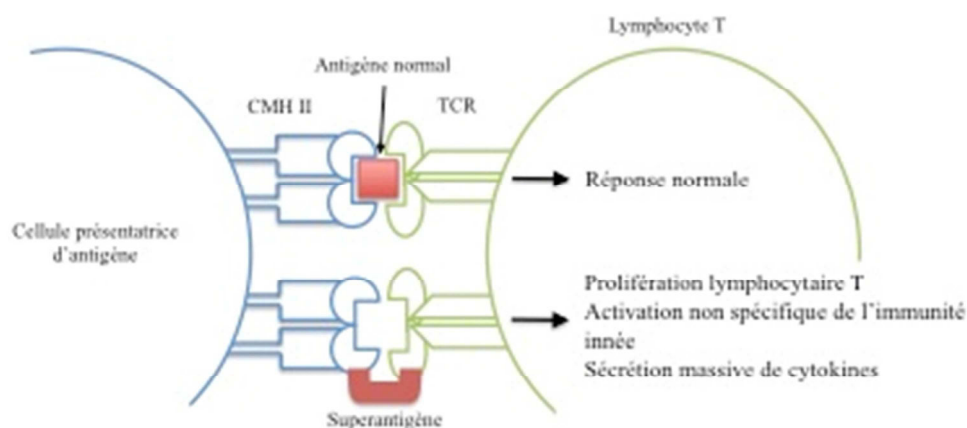 Lymphocyte T
Antigène normal
CMH II
TCR
Réponse normale
Cellule présentatrice
d'antigène
Prolifération lymphocytaire T
Activation non spécifique de l'immunité
innée
Sécrétion massive de cytokines
Superantigène